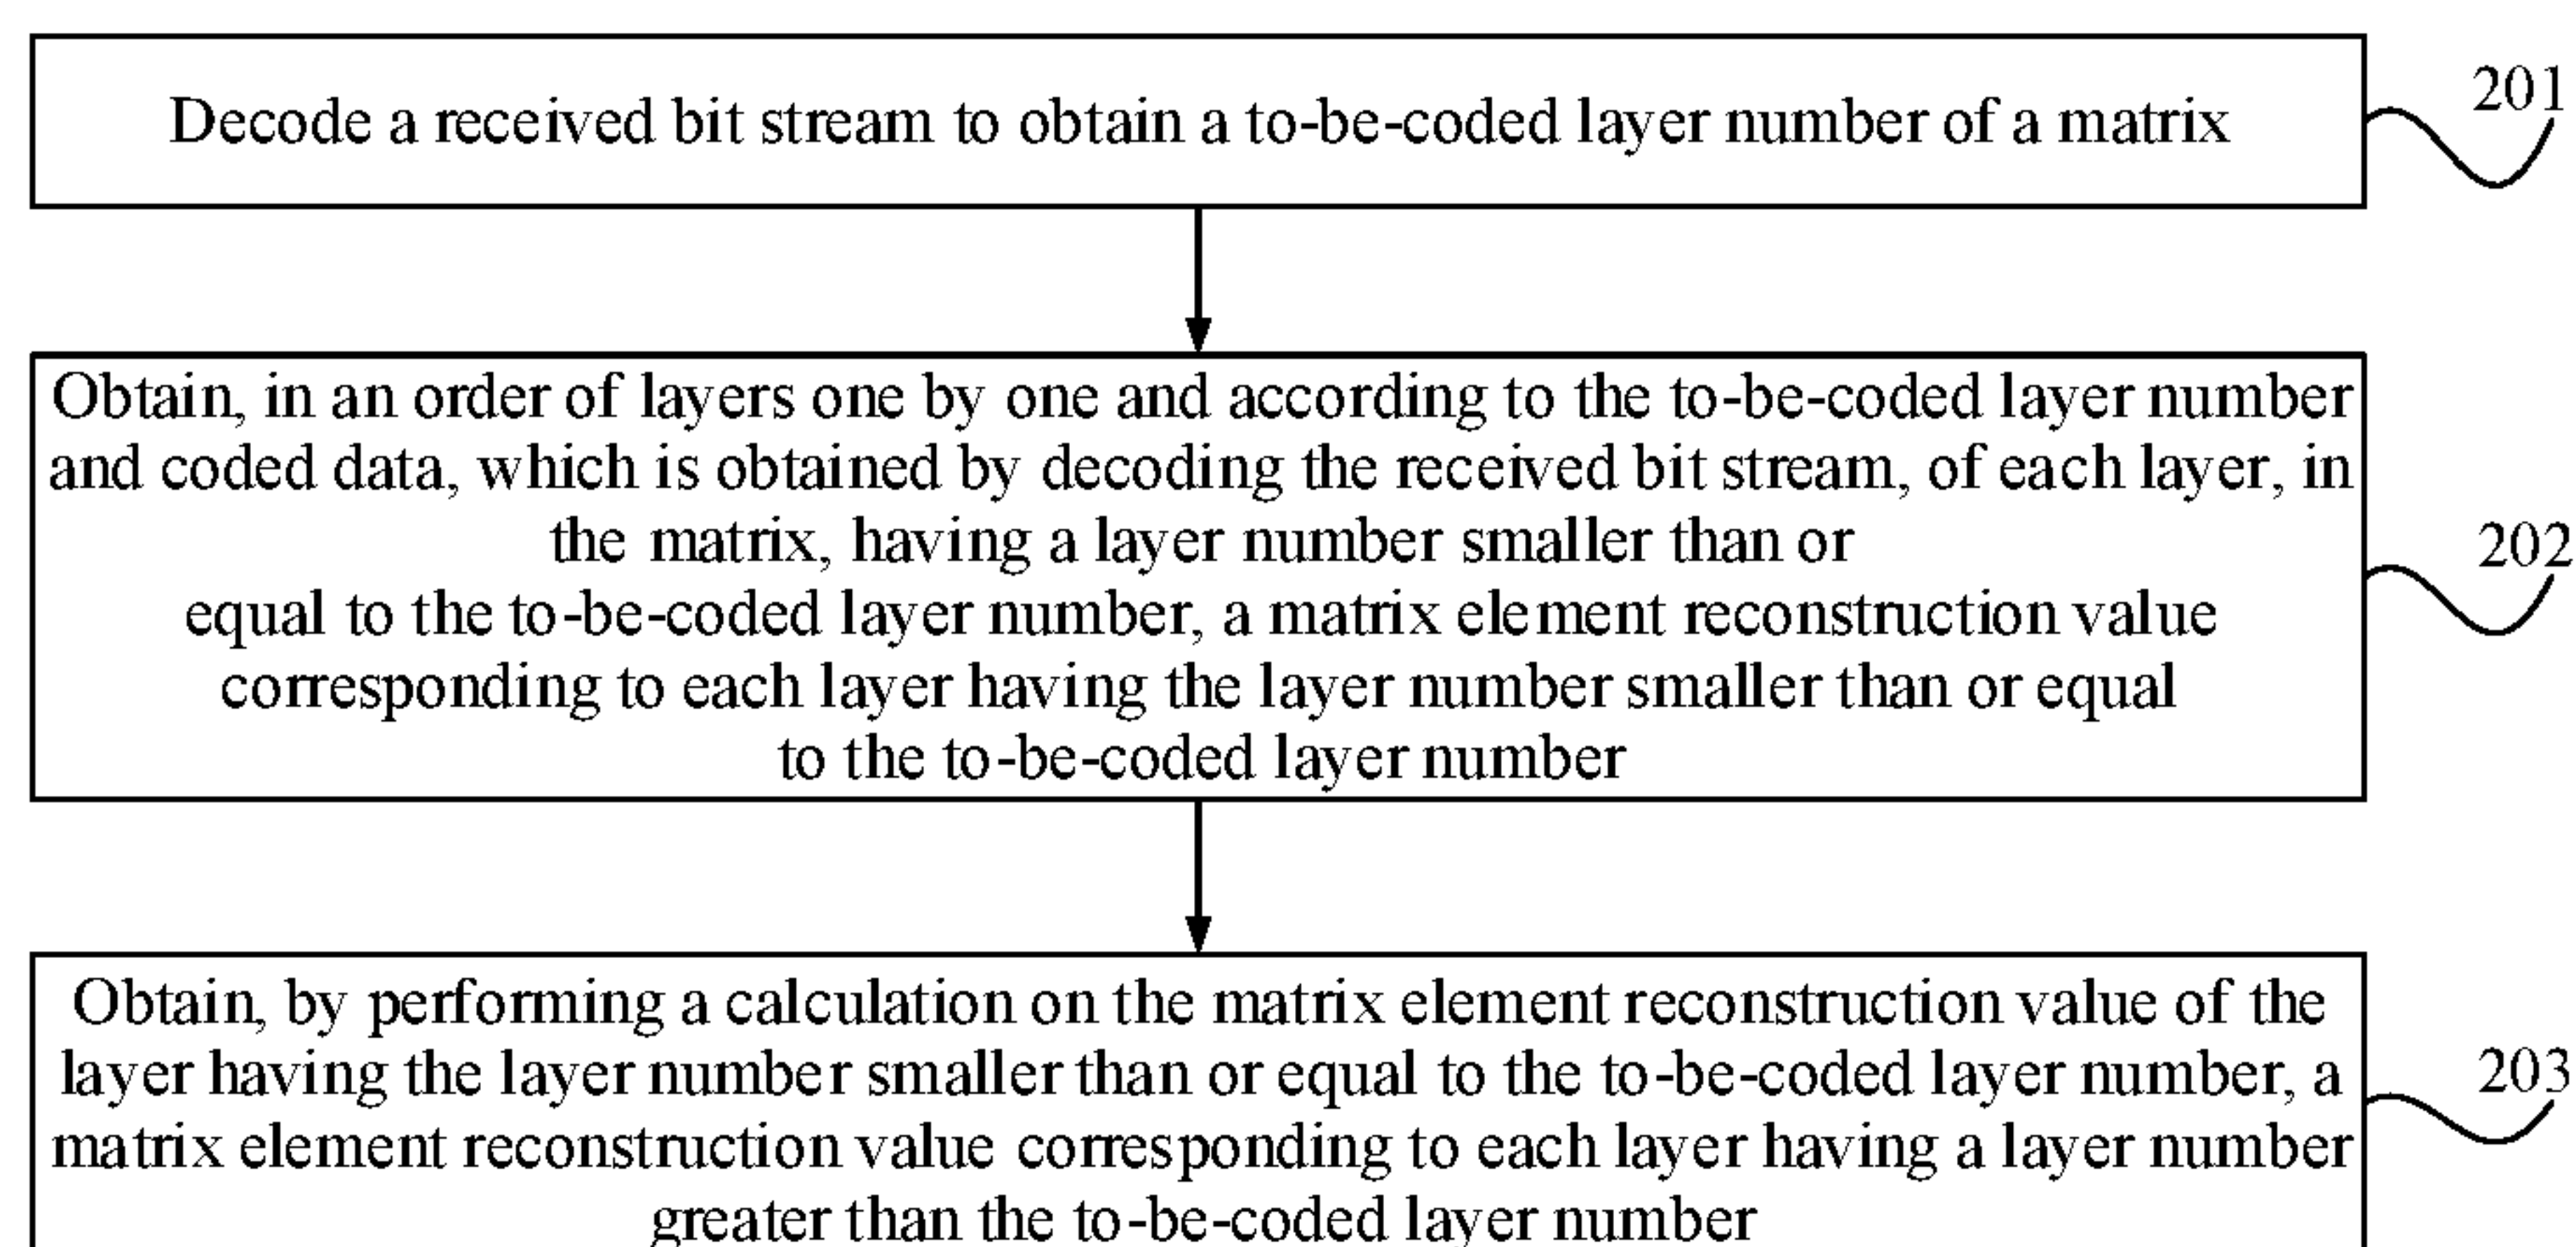 Decode a received bit stream to obtain a to-be-coded layer number of a matrix
201
Obtain, in an order of layers one by one and according to the to-be-coded layer number
and coded data, which is obtained by decoding the received bit stream, of each layer, in
the matrix, having a layer number smaller than or
equal to the to-be-coded layer number, a matrix element reconstruction value
corresponding to each layer having the layer number smaller than or equal
to the to-be-coded layer number
202
Obtain, by performing a calculation on the matrix element reconstruction value of the
layer having the layer number smaller than or equal to the to-be-coded layer number, a
matrix element reconstruction value corresponding to each layer having a layer number
greater than the to-be-coded layer number
203